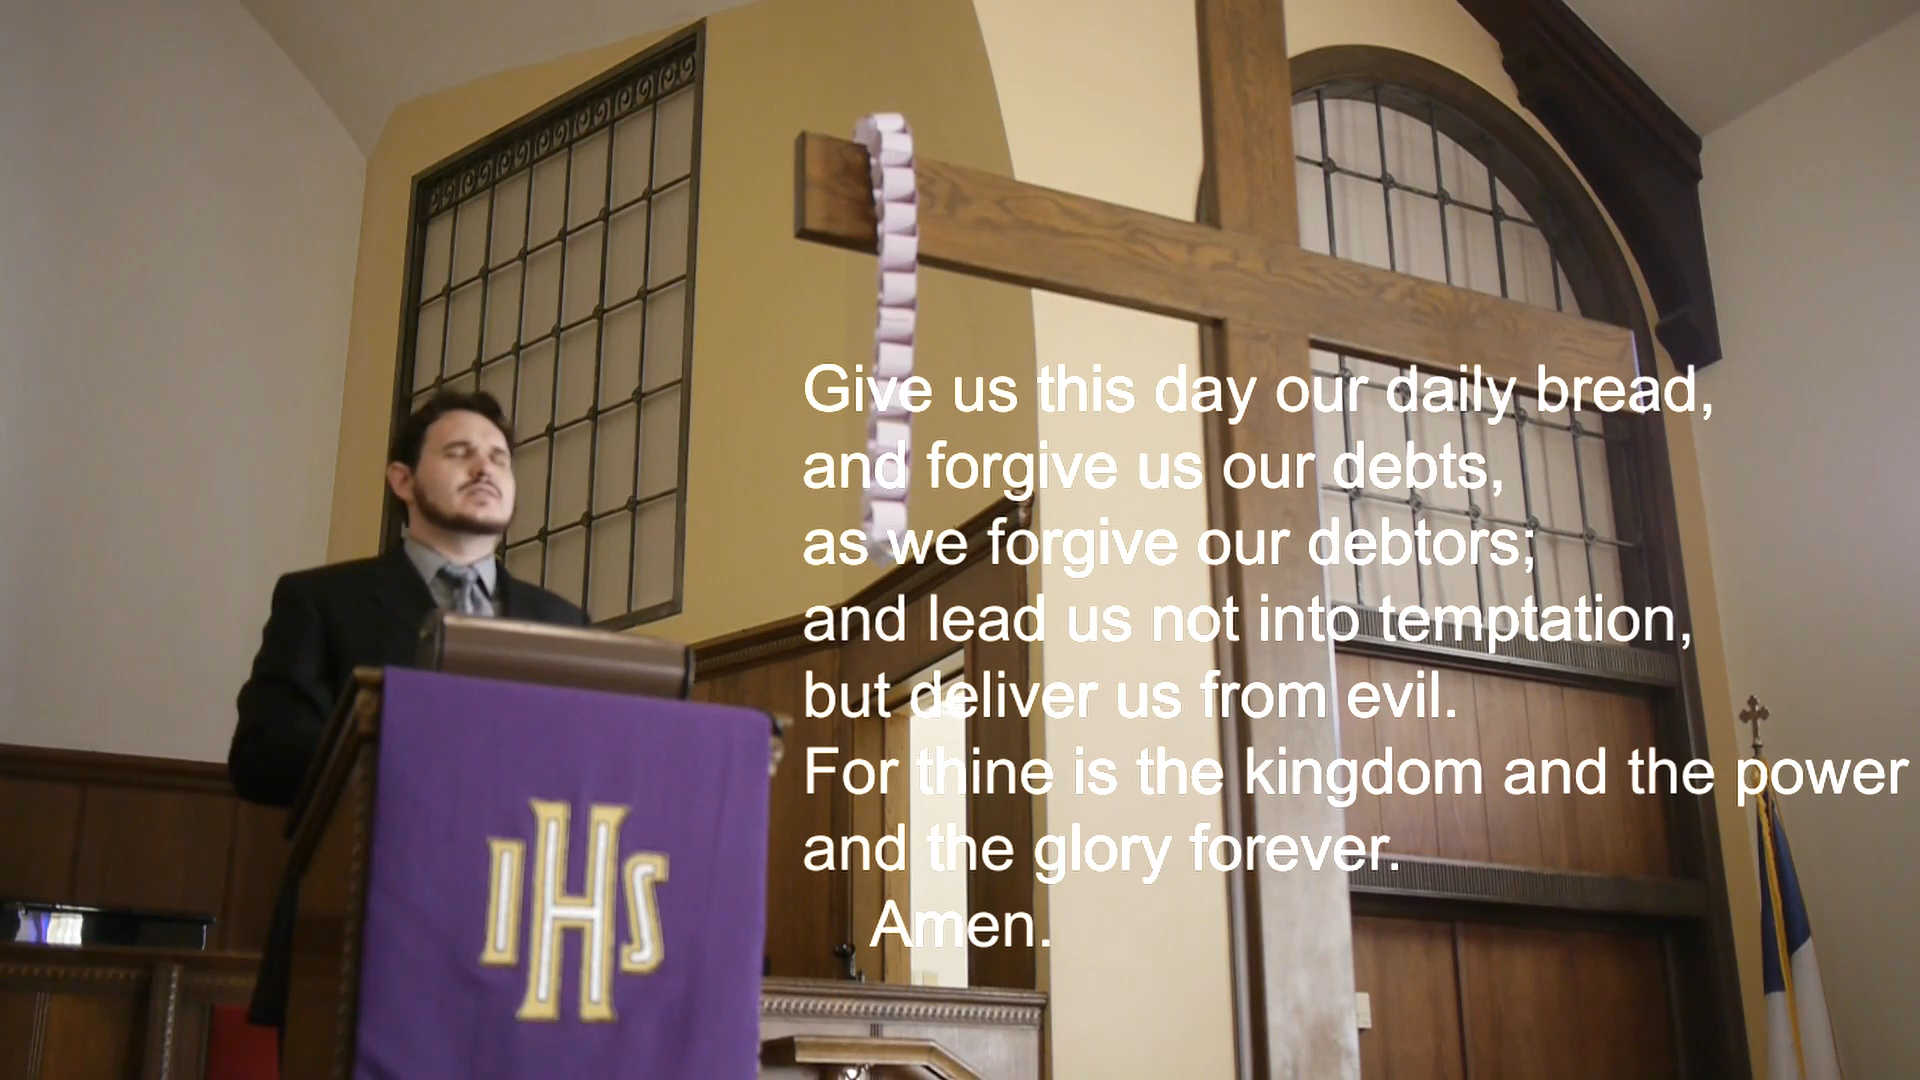 Give us this day our daily bread,
and forgive us our debts,
as we forgive our debtors;
and lead us not into temptation,
but deliver us from evil.
For thine is the kingdom and the power
and the glory forever.
Amen.
IHS